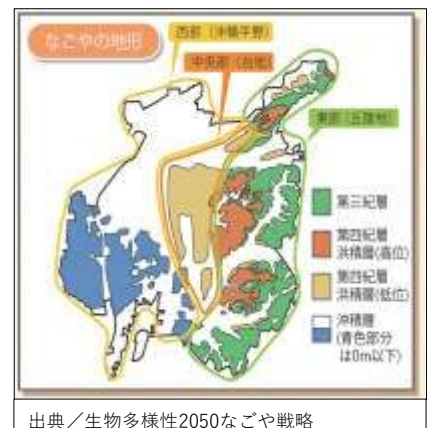 なごやの地形
西部（沖積平野）
中央部（台地）
東部（丘陵地）
第三紀層
第四紀層
洪積層(高位)
第四紀層
洪積層(低位)
沖積層
(青色部分
は0m以下)
出典／生物多様性2050なごや戦略